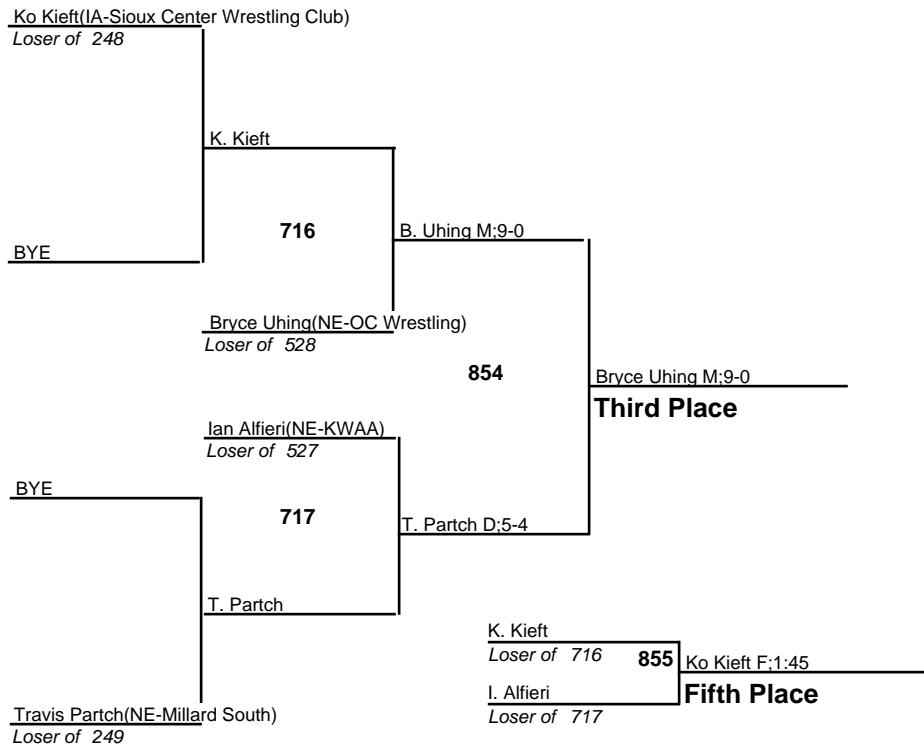 Ko Kieft(IA-Sioux Center Wrestling Club)
Loser of 248
K. Kieft
716
B. Uhing M;9-0
BYE
Bryce Uhing(NE-OC Wrestling)
Loser of 528
854
Bryce Uhing M;9-0
Third Place
Ian Alfieri(NE-KWAA)
Loser of 527
BYE
717
T. Partch D;5-4
T. Partch
K. Kieft
Loser of 716
855
Ko Kieft F;1:45
Fifth Place
I. Alfieri
Loser of 717
Travis Partch(NE-Millard South)
Loser of 249